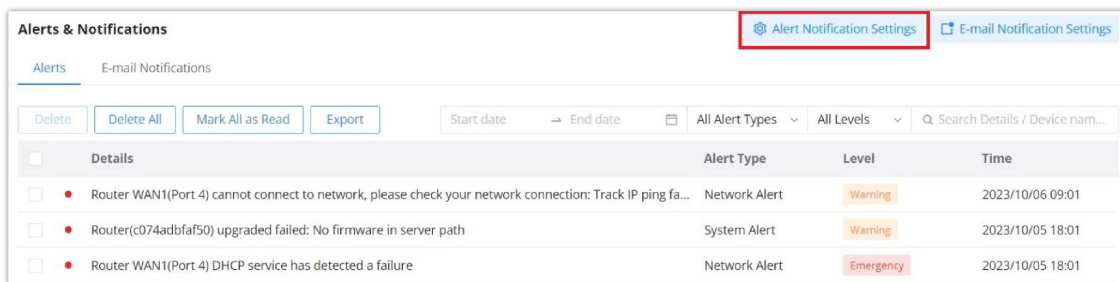 Alerts & Notifications
Alert Notification Settings
E-mail Notification Settings
Alerts
E-mail Notifications
Delete
Delete All
Mark All as Read
Export
Start date → End date
All Alert Types
All Levels
Search Details / Device nam...
Details Alert Type Level Time
Router WAN1(Port 4) cannot connect to network, please check your network connection: Track IP ping fa... Network Alert Warning 2023/10/06 09:01
Router(c074adbfaf50) upgraded failed: No firmware in server path System Alert Warning 2023/10/05 18:01
Router WAN1(Port 4) DHCP service has detected a failure Network Alert Emergency 2023/10/05 18:01